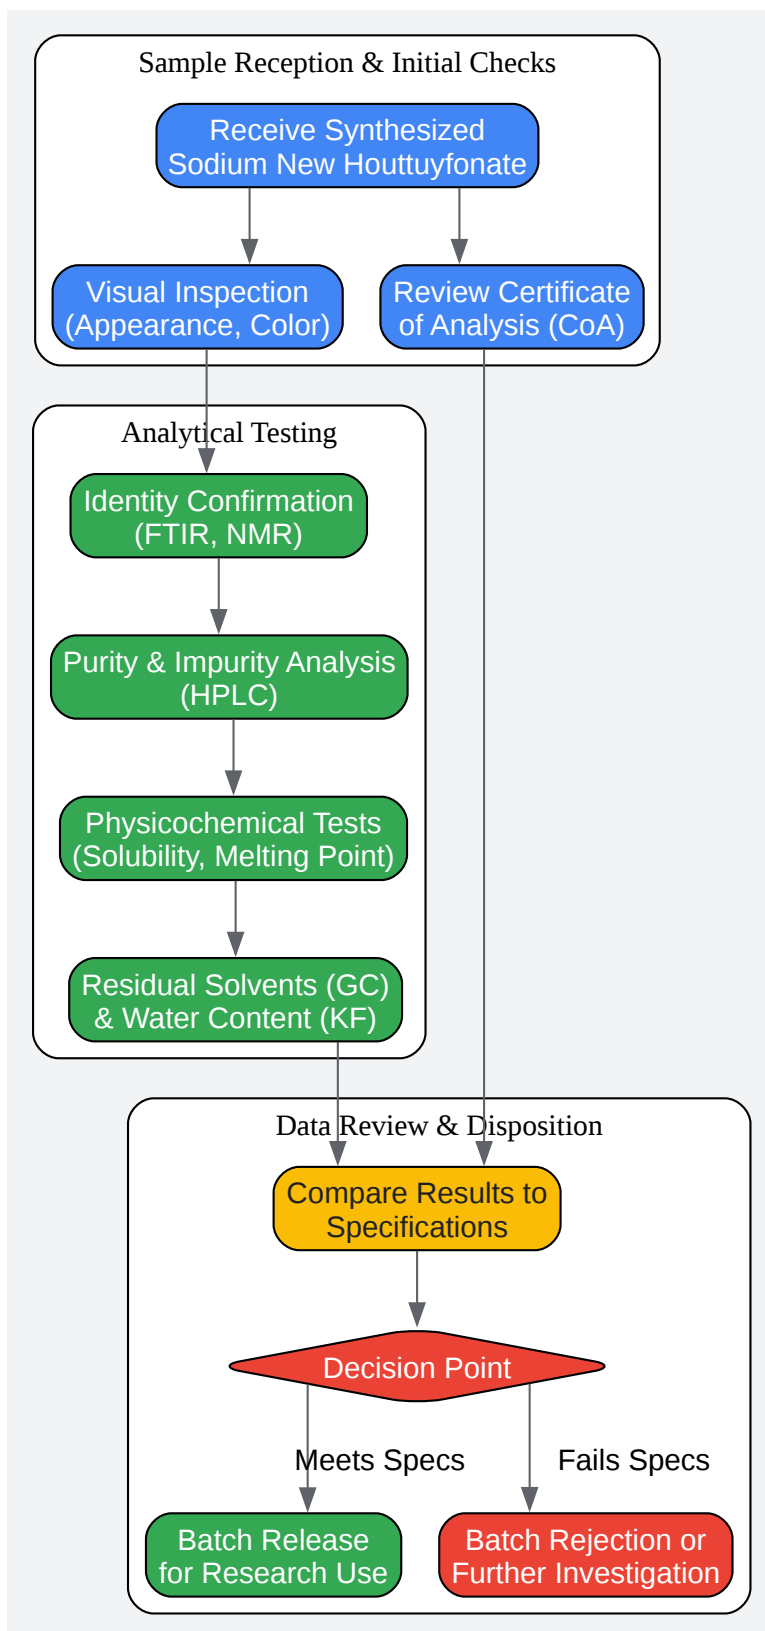 Sample Reception & Initial Checks
Receive Synthesized
Sodium New Houttuyfonate
Visual Inspection
(Appearance, Color)
Review Certificate
of Analysis (CoA)
Analytical Testing
Identity Confirmation
(FTIR, NMR)
Purity & Impurity Analysis
(HPLC)
Physicochemical Tests
(Solubility, Melting Point)
Residual Solvents (GC)
& Water Content (KF)
Data Review & Disposition
Compare Results to
Specifications
Decision Point
Meets Specs
Fails Specs
Batch Release
for Research Use
Batch Rejection or
Further Investigation